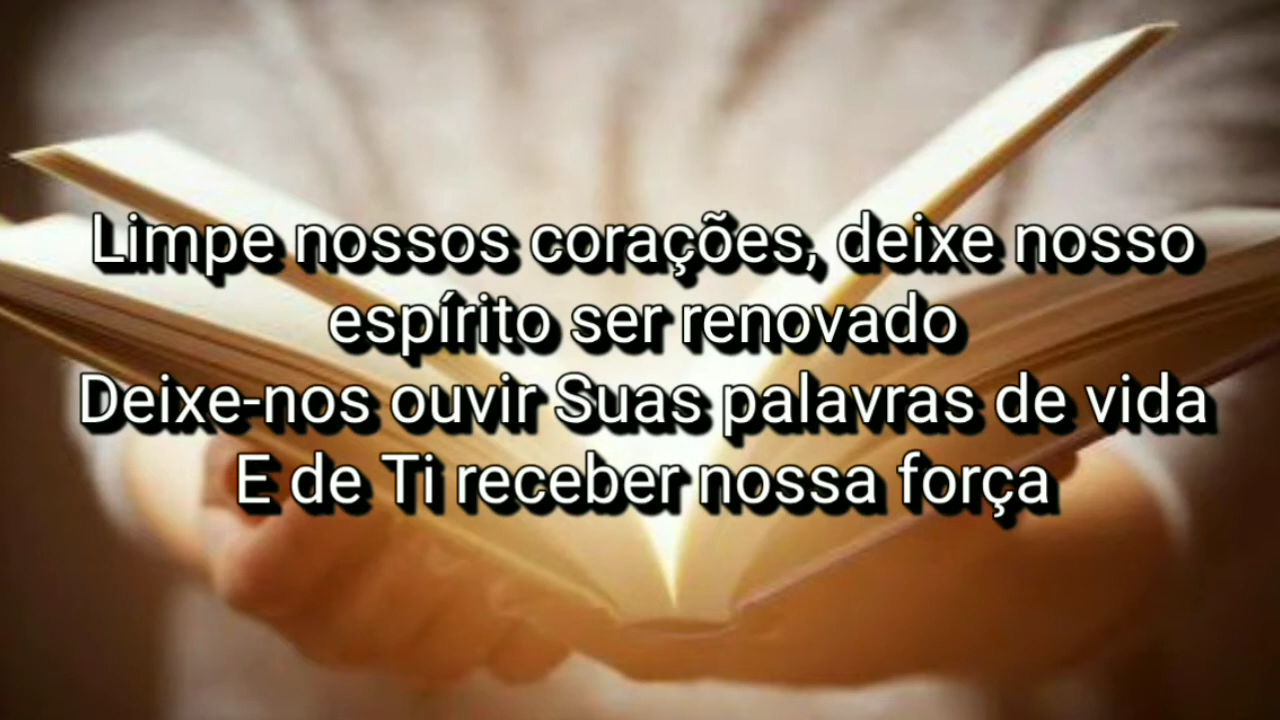 Limpe nossos corações, deixe nosso
espírito ser renovado
Deixe-nos ouvir Suas palavras de vida
E de Ti receber nossa força